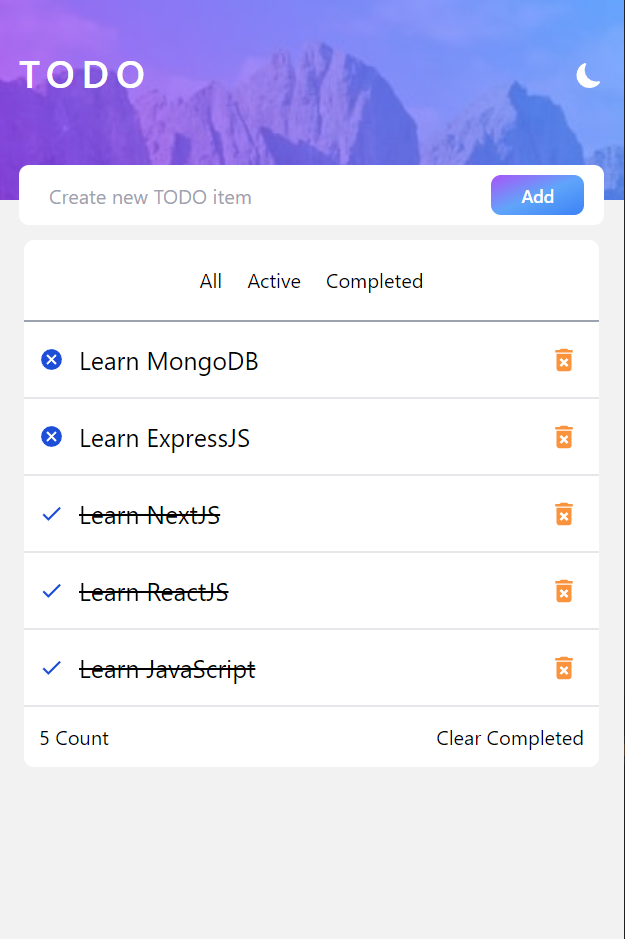 TODO
Create new TODO item Add
All Active Completed
Learn MongoDB
Learn ExpressJS
Learn NextJS
Learn ReactJS
Learn JavaScript
5 Count Clear Completed